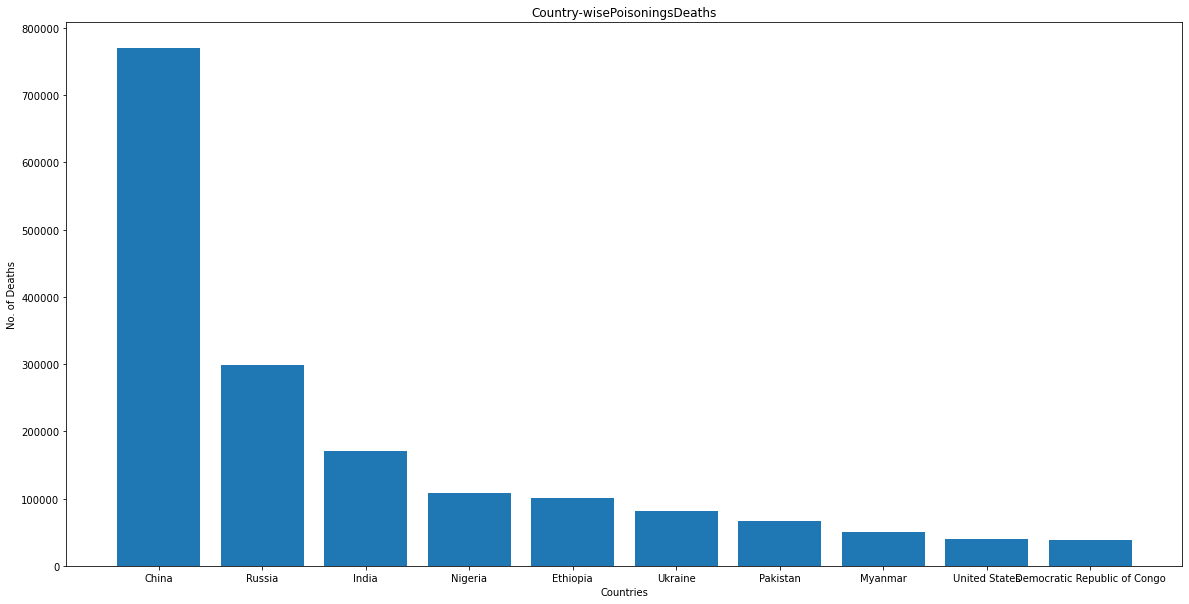 Country-wisePoisoningsDeaths
800000
700000
600000
500000
400000
300000
200000
100000
0
No. of Deaths
China Russia India Nigeria Ethiopia Ukraine Pakistan Myanmar United States Democratic Republic of Congo
Countries